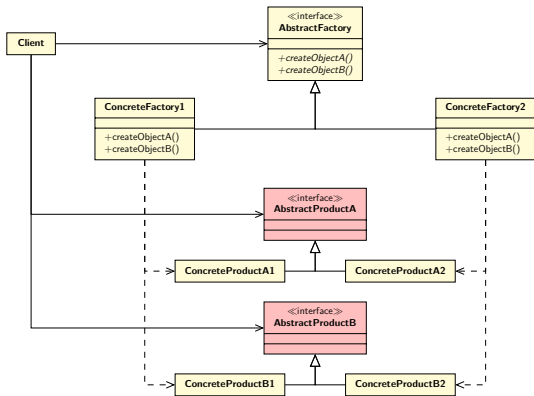 ≪interface≫
AbstractFactory
Client
+createObjectA()
+createObjectB()
ConcreteFactory1
ConcreteFactory2
+createObjectA()
+createObjectB()
+createObjectA()
+createObjectB()
≪interface≫
AbstractProductA
ConcreteProductA1
ConcreteProductA2
≪interface≫
AbstractProductB
ConcreteProductB1
ConcreteProductB2